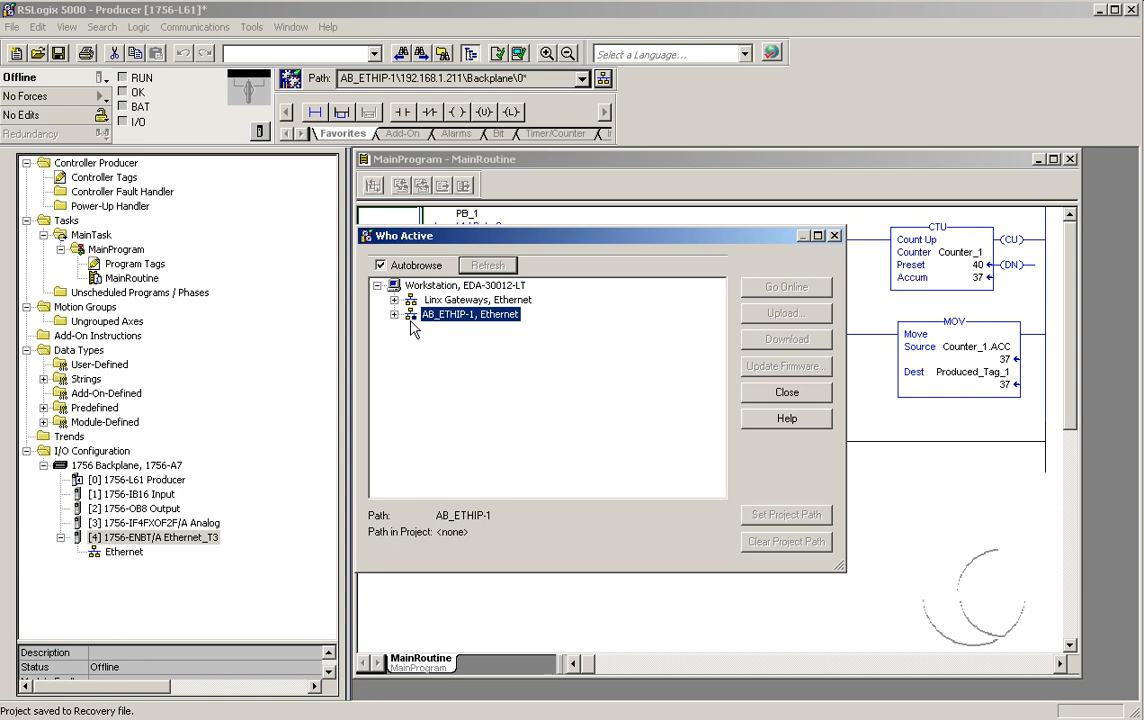 RSLogix 5000 - Producer [1756-L61]*
File Edit View Search Logic Communications Tools Window Help
Select a Language...
Offline
RUN
Path: AB_ETHIP-1\192.168.1.211\Backplane\0*
No Forces
OK
No Edits
BAT
Redundancy
I/O
Favorites Add-On Alarms Bit Timer/Counter
Controller Producer
Controller Tags
Controller Fault Handler
Power-Up Handler
Tasks
MainTask
MainProgram
Program Tags
MainRoutine
Unscheduled Programs / Phases
Motion Groups
Ungrouped Axes
Add-On Instructions
Data Types
User-Defined
Strings
Add-On-Defined
Predefined
Module-Defined
Trends
I/O Configuration
1756 Backplane, 1756-A7
[0] 1756-L61 Producer
[1] 1756-IB16 Input
[2] 1756-OB8 Output
[3] 1756-IF4FXOF2F/A Analog
[4] 1756-ENBT/A Ethernet_T3
Ethernet
Description
Status Offline
MainProgram - MainRoutine
PB_1
CTU
Count Up
Counter Counter_1
Preset 40
Accum 37
(CU)
(DN)
MOV
Move
Source Counter_1.ACC
37
Dest Produced_Tag_1
37
Who Active
Autobrowse Refresh
Workstation, EDA-30012-LT
Linx Gateways, Ethernet
AB_ETHIP-1, Ethernet
Go Online
Upload...
Download
Update Firmware...
Close
Help
Path: AB_ETHIP-1
Path in Project: <none>
Set Project Path
Clear Project Path
MainRoutine
MainProgram
Project saved to Recovery file.